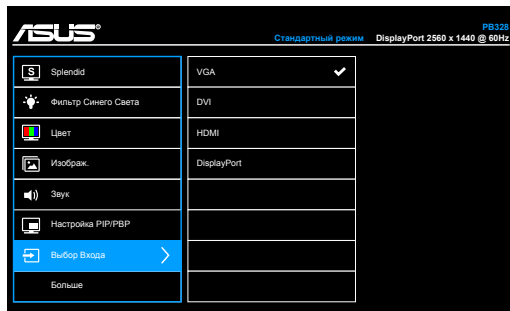 ASUS
PB328
Стандартный режим DisplayPort 2560 x 1440 @ 60Hz
S Splendid
Фильтр Синего Света
Цвет
Изображ.
Звук
Настройка PIP/PBP
Выбор Входа
Больше
VGA
DVI
HDMI
DisplayPort